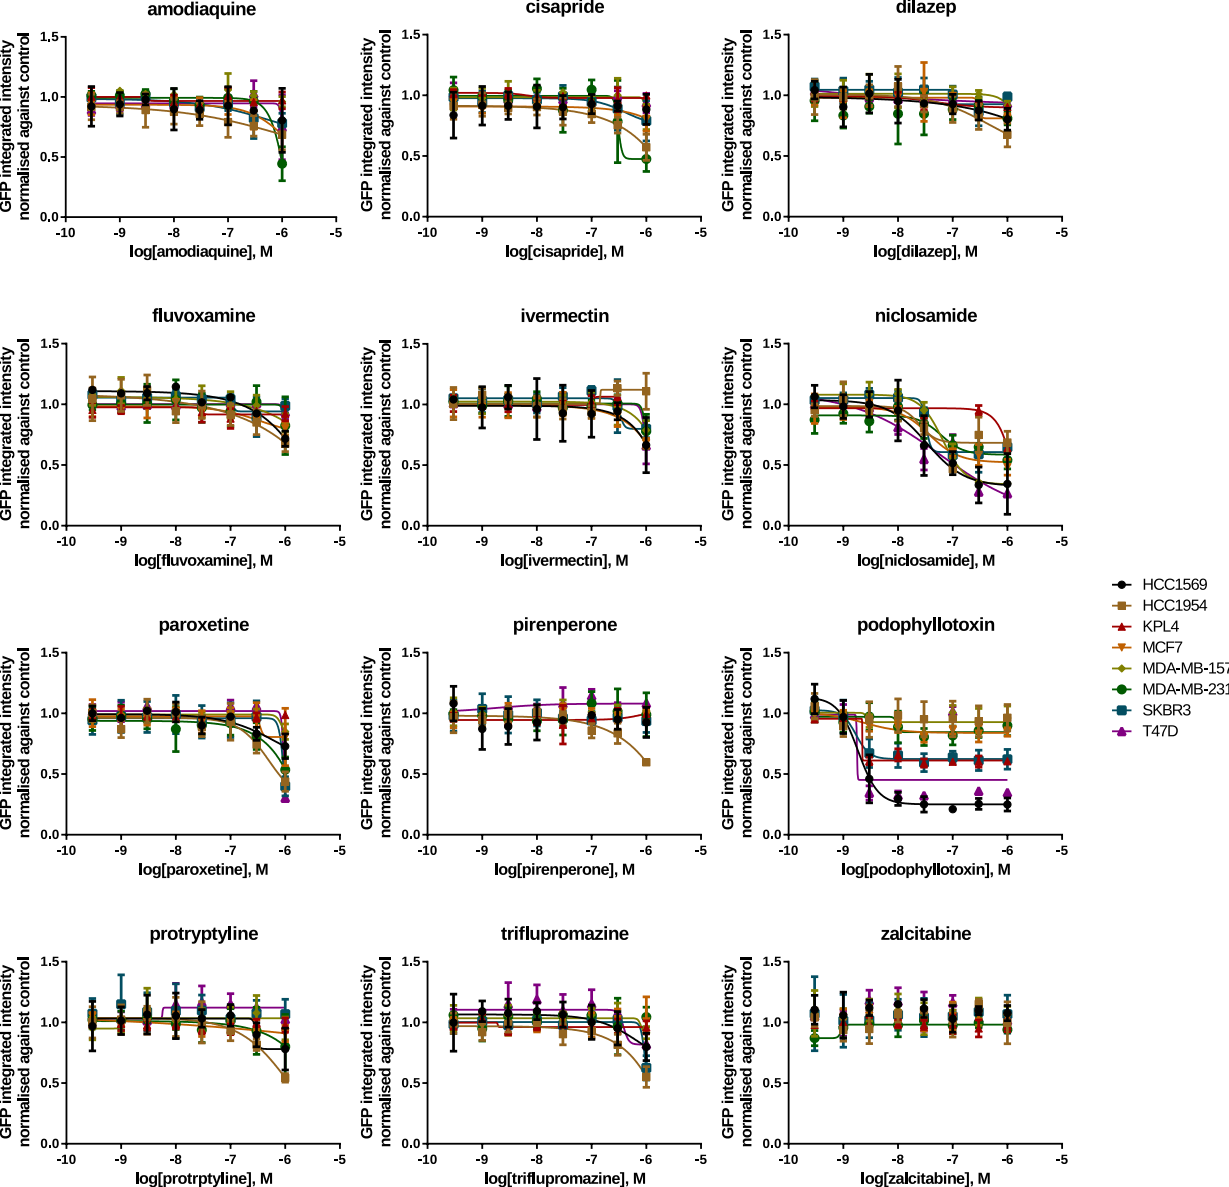 amodiaquine
cisapride
dilazep
GFP integrated intensity
normalised against control
1.5
1.0
0.5
0.0
-10 -9 -8 -7 -6 -5
log[amodiaquine], M
GFP integrated intensity
normalised against control
1.5
1.0
0.5
0.0
-10 -9 -8 -7 -6 -5
log[cisapride], M
GFP integrated intensity
normalised against control
1.5
1.0
0.5
0.0
-10 -9 -8 -7 -6 -5
log[dilazep], M
fluvoxamine
ivermectin
niclosamide
GFP integrated intensity
normalised against control
1.5
1.0
0.5
0.0
-10 -9 -8 -7 -6 -5
log[fluvoxamine], M
GFP integrated intensity
normalised against control
1.5
1.0
0.5
0.0
-10 -9 -8 -7 -6 -5
log[ivermectin], M
GFP integrated intensity
normalised against control
1.5
1.0
0.5
0.0
-10 -9 -8 -7 -6 -5
log[niclosamide], M
paroxetine
pirenperone
podophyllotoxin
GFP integrated intensity
normalised against control
1.5
1.0
0.5
0.0
-10 -9 -8 -7 -6 -5
log[paroxetine], M
GFP integrated intensity
normalised against control
1.5
1.0
0.5
0.0
-10 -9 -8 -7 -6 -5
log[pirenperone], M
GFP integrated intensity
normalised against control
1.5
1.0
0.5
0.0
-10 -9 -8 -7 -6 -5
log[podophyllotoxin], M
HCC1569
HCC1954
KPL4
MCF7
MDA-MB-157
MDA-MB-231
SKBR3
T47D
protryptyline
triflupromazine
zalcitabine
GFP integrated intensity
normalised against control
1.5
1.0
0.5
0.0
-10 -9 -8 -7 -6 -5
log[protrptyline], M
GFP integrated intensity
normalised against control
1.5
1.0
0.5
0.0
-10 -9 -8 -7 -6 -5
log[triflupromazine], M
GFP integrated intensity
normalised against control
1.5
1.0
0.5
0.0
-10 -9 -8 -7 -6 -5
log[zalcitabine], M